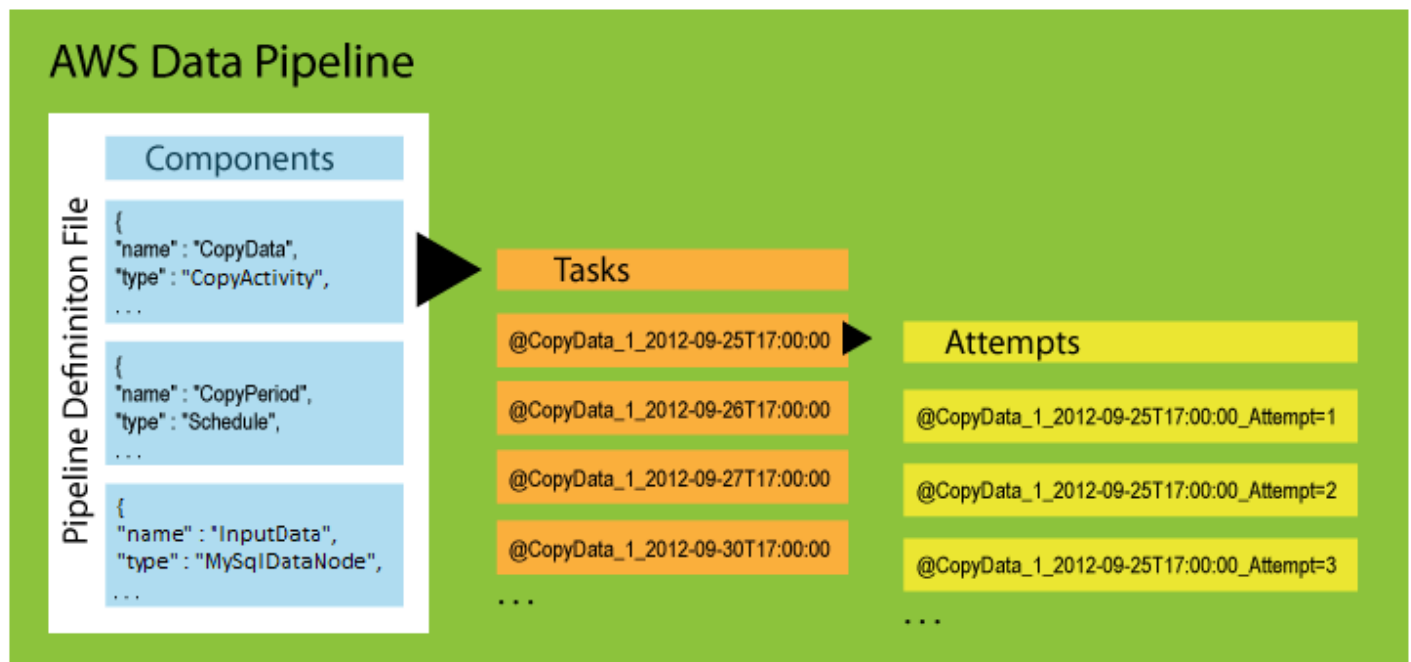 AWS Data Pipeline
Pipeline Defininiton File
Components
{
"name" : "CopyData",
"type" : "CopyActivity",
. . .
{
"name" : "CopyPeriod",
"type" : "Schedule",
. . .
{
"name" : "InputData",
"type" : "MySqlDataNode",
. . .
Tasks
@CopyData_1_2012-09-25T17:00:00
@CopyData_1_2012-09-26T17:00:00
@CopyData_1_2012-09-27T17:00:00
@CopyData_1_2012-09-30T17:00:00
. . .
Attempts
@CopyData_1_2012-09-25T17:00:00_Attempt=1
@CopyData_1_2012-09-25T17:00:00_Attempt=2
@CopyData_1_2012-09-25T17:00:00_Attempt=3
. . .